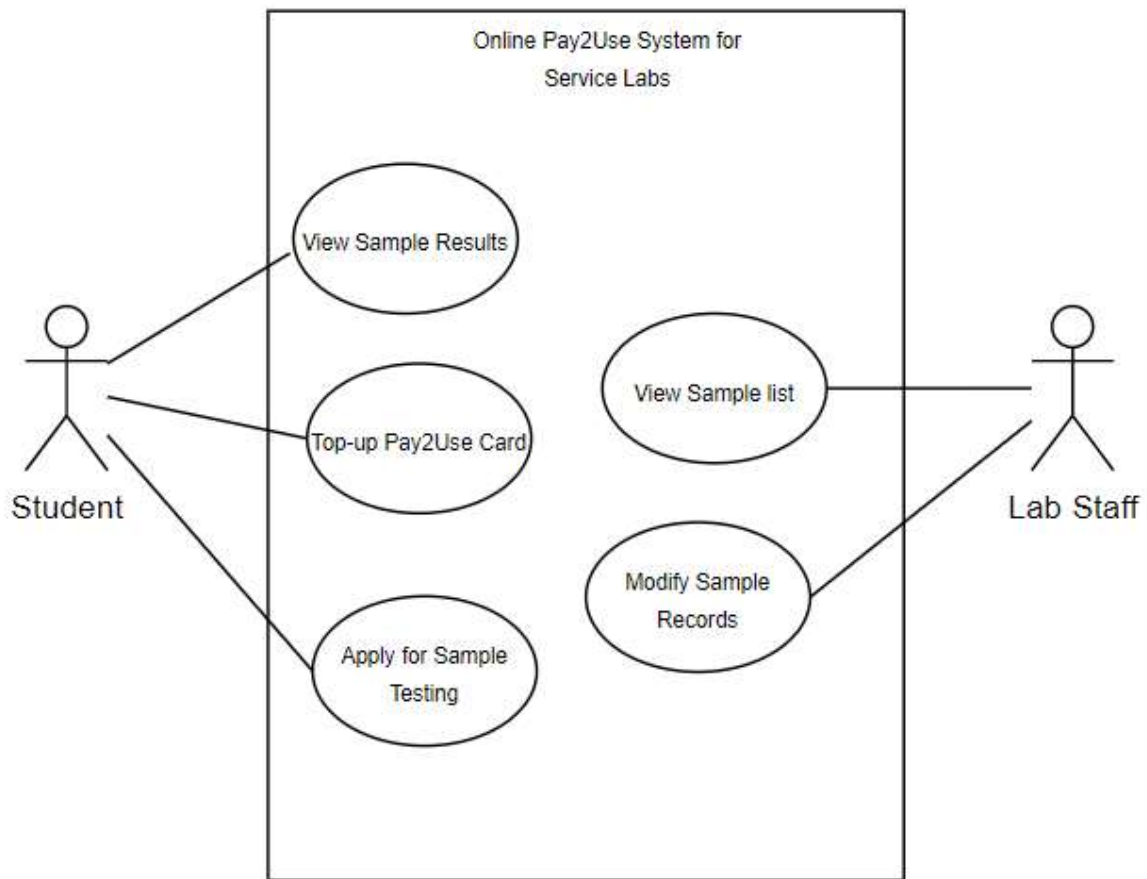 Online Pay2Use System for
Service Labs
View Sample Results
View Sample list
Top-up Pay2Use Card
Student
Lab Staff
Modify Sample
Records
Apply for Sample
Testing